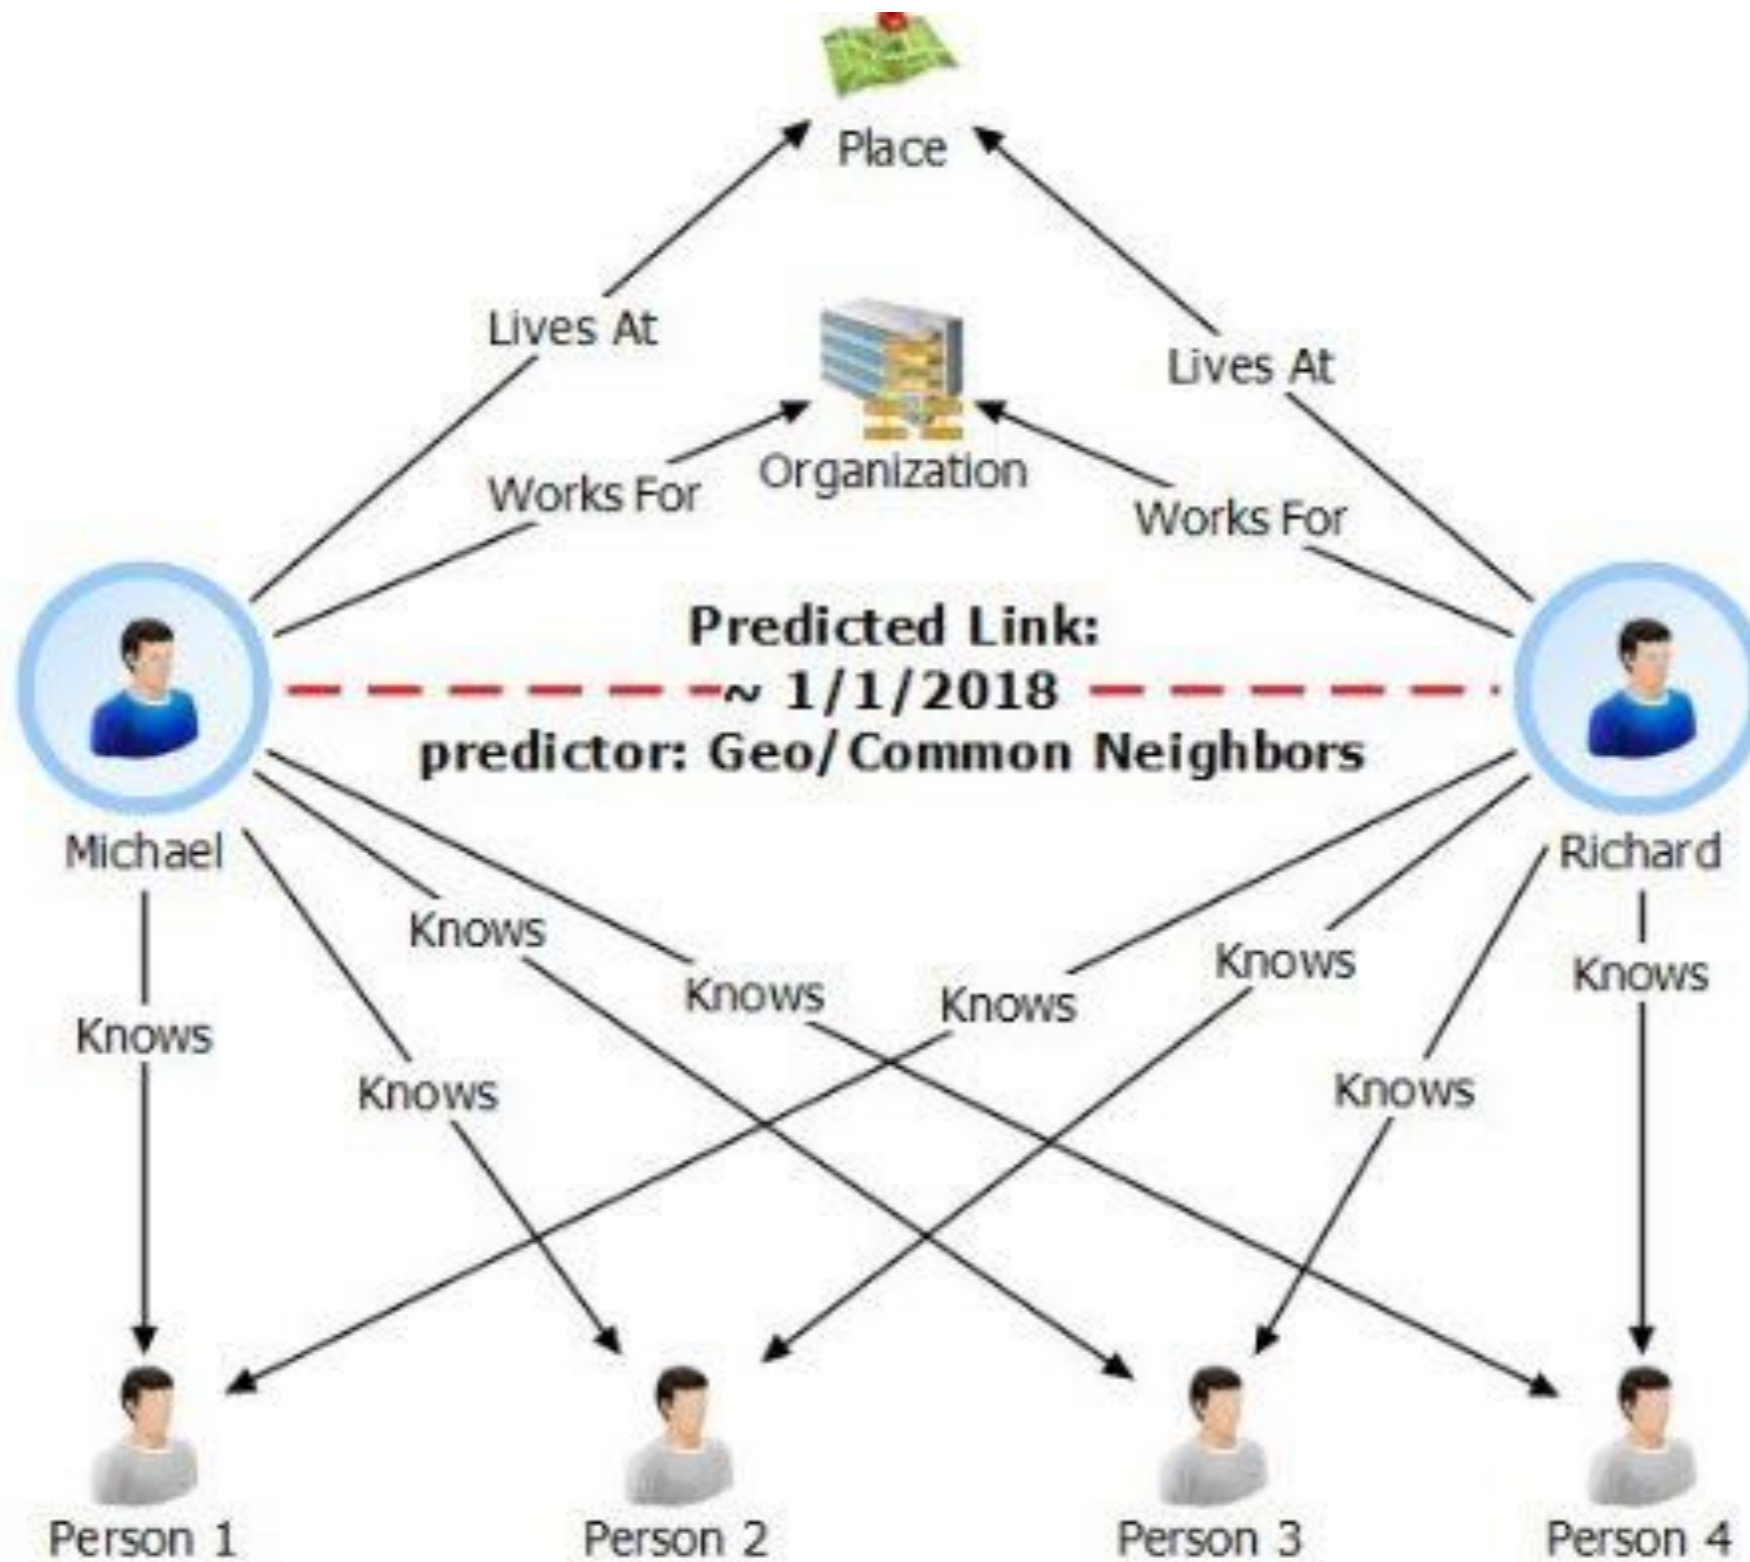 Place
Lives At
Lives At
Organization
Works For
Works For
Predicted Link:
~ 1/1/2018
predictor: Geo/Common Neighbors
Michael
Richard
Knows
Knows
Knows
Knows
Knows
Knows
Knows
Knows
Person 1
Person 2
Person 3
Person 4